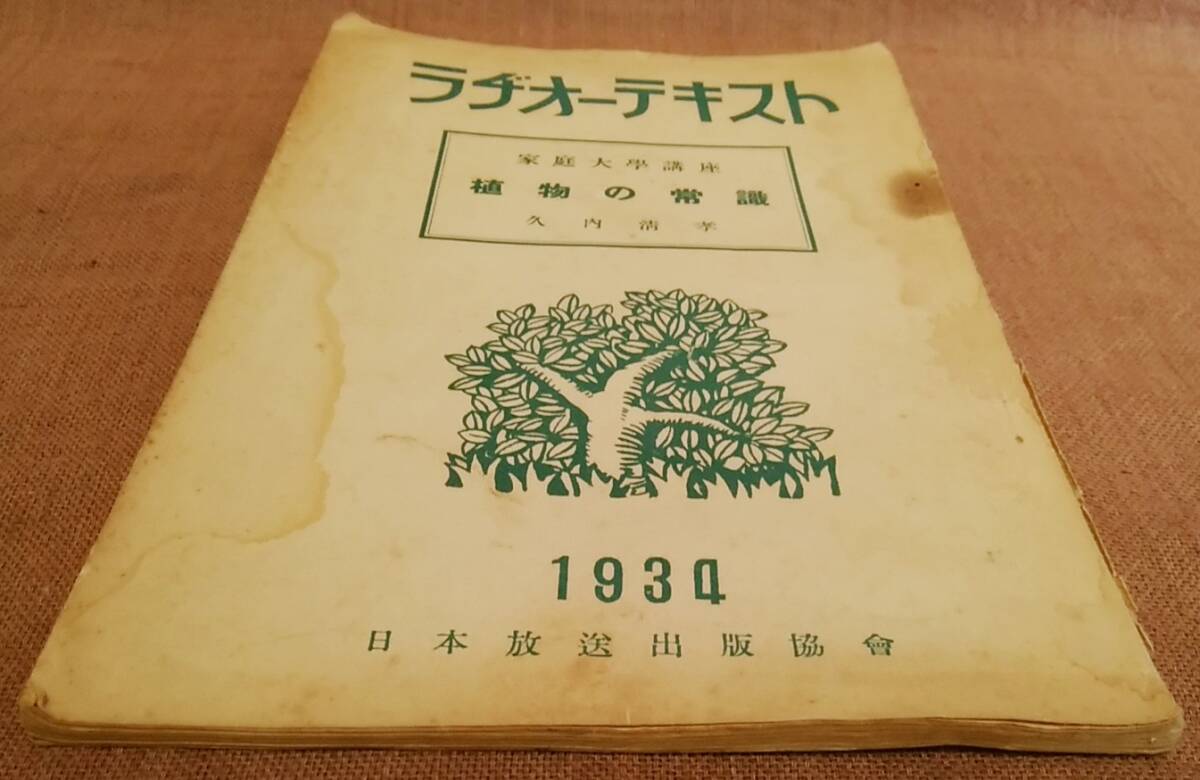 ラヂオーテキスト
家庭大學講座
植物の常識
久内清孝
1934
日本放送出版協會